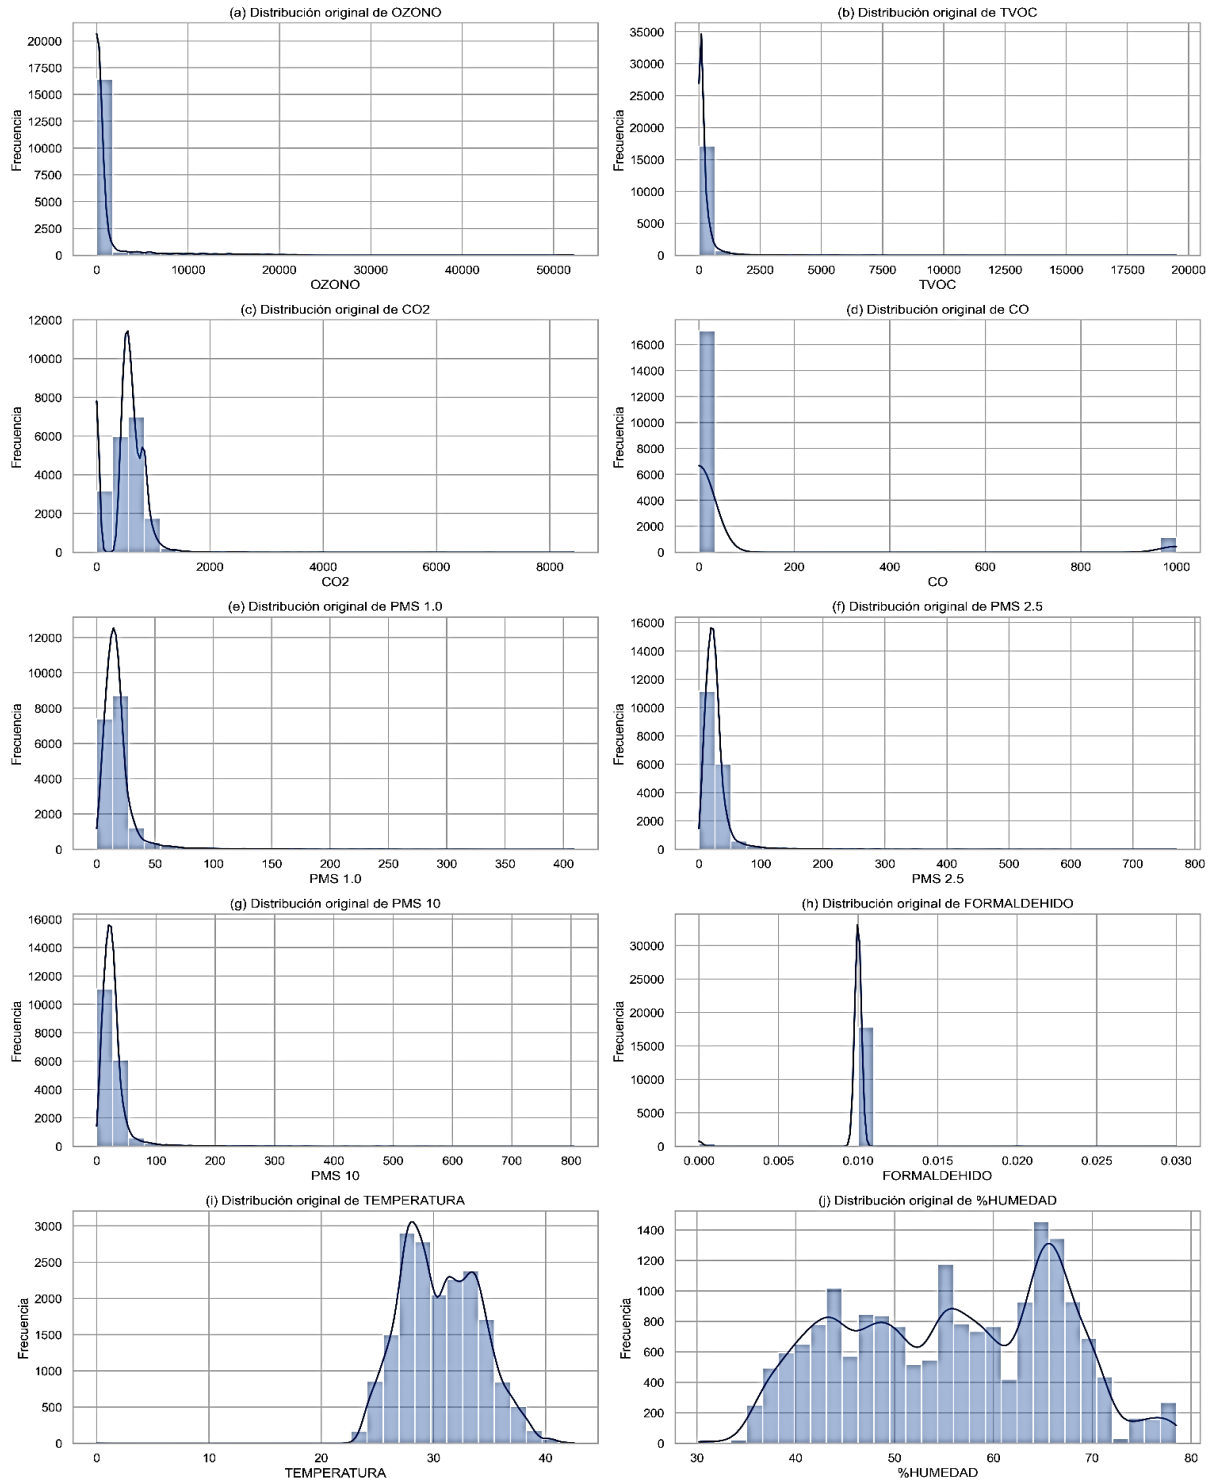 (a) Distribución original de OZONO
20000
17500
15000
12500
10000
7500
5000
2500
0
Frecuencia
0 10000 20000 30000 40000 50000
OZONO
(b) Distribución original de TVOC
35000
30000
25000
20000
15000
10000
5000
0
Frecuencia
0 2500 5000 7500 10000 12500 15000 17500 20000
TVOC
(c) Distribución original de CO2
12000
10000
8000
6000
4000
2000
0
Frecuencia
0 2000 4000 6000 8000
CO2
(d) Distribución original de CO
16000
14000
12000
10000
8000
6000
4000
2000
0
Frecuencia
0 200 400 600 800 1000
CO
(e) Distribución original de PMS 1.0
12000
10000
8000
6000
4000
2000
0
Frecuencia
0 50 100 150 200 250 300 350 400
PMS 1.0
(f) Distribución original de PMS 2.5
16000
14000
12000
10000
8000
6000
4000
2000
0
Frecuencia
0 100 200 300 400 500 600 700 800
PMS 2.5
(g) Distribución original de PMS 10
16000
14000
12000
10000
8000
6000
4000
2000
0
Frecuencia
0 100 200 300 400 500 600 700 800
PMS 10
(h) Distribución original de FORMALDEHIDO
30000
25000
20000
15000
10000
5000
0
Frecuencia
0.000 0.005 0.010 0.015 0.020 0.025 0.030
FORMALDEHIDO
(i) Distribución original de TEMPERATURA
3000
2500
2000
1500
1000
500
0
Frecuencia
0 10 20 30 40
TEMPERATURA
(j) Distribución original de %HUMEDAD
1400
1200
1000
800
600
400
200
0
Frecuencia
30 40 50 60 70 80
%HUMEDAD